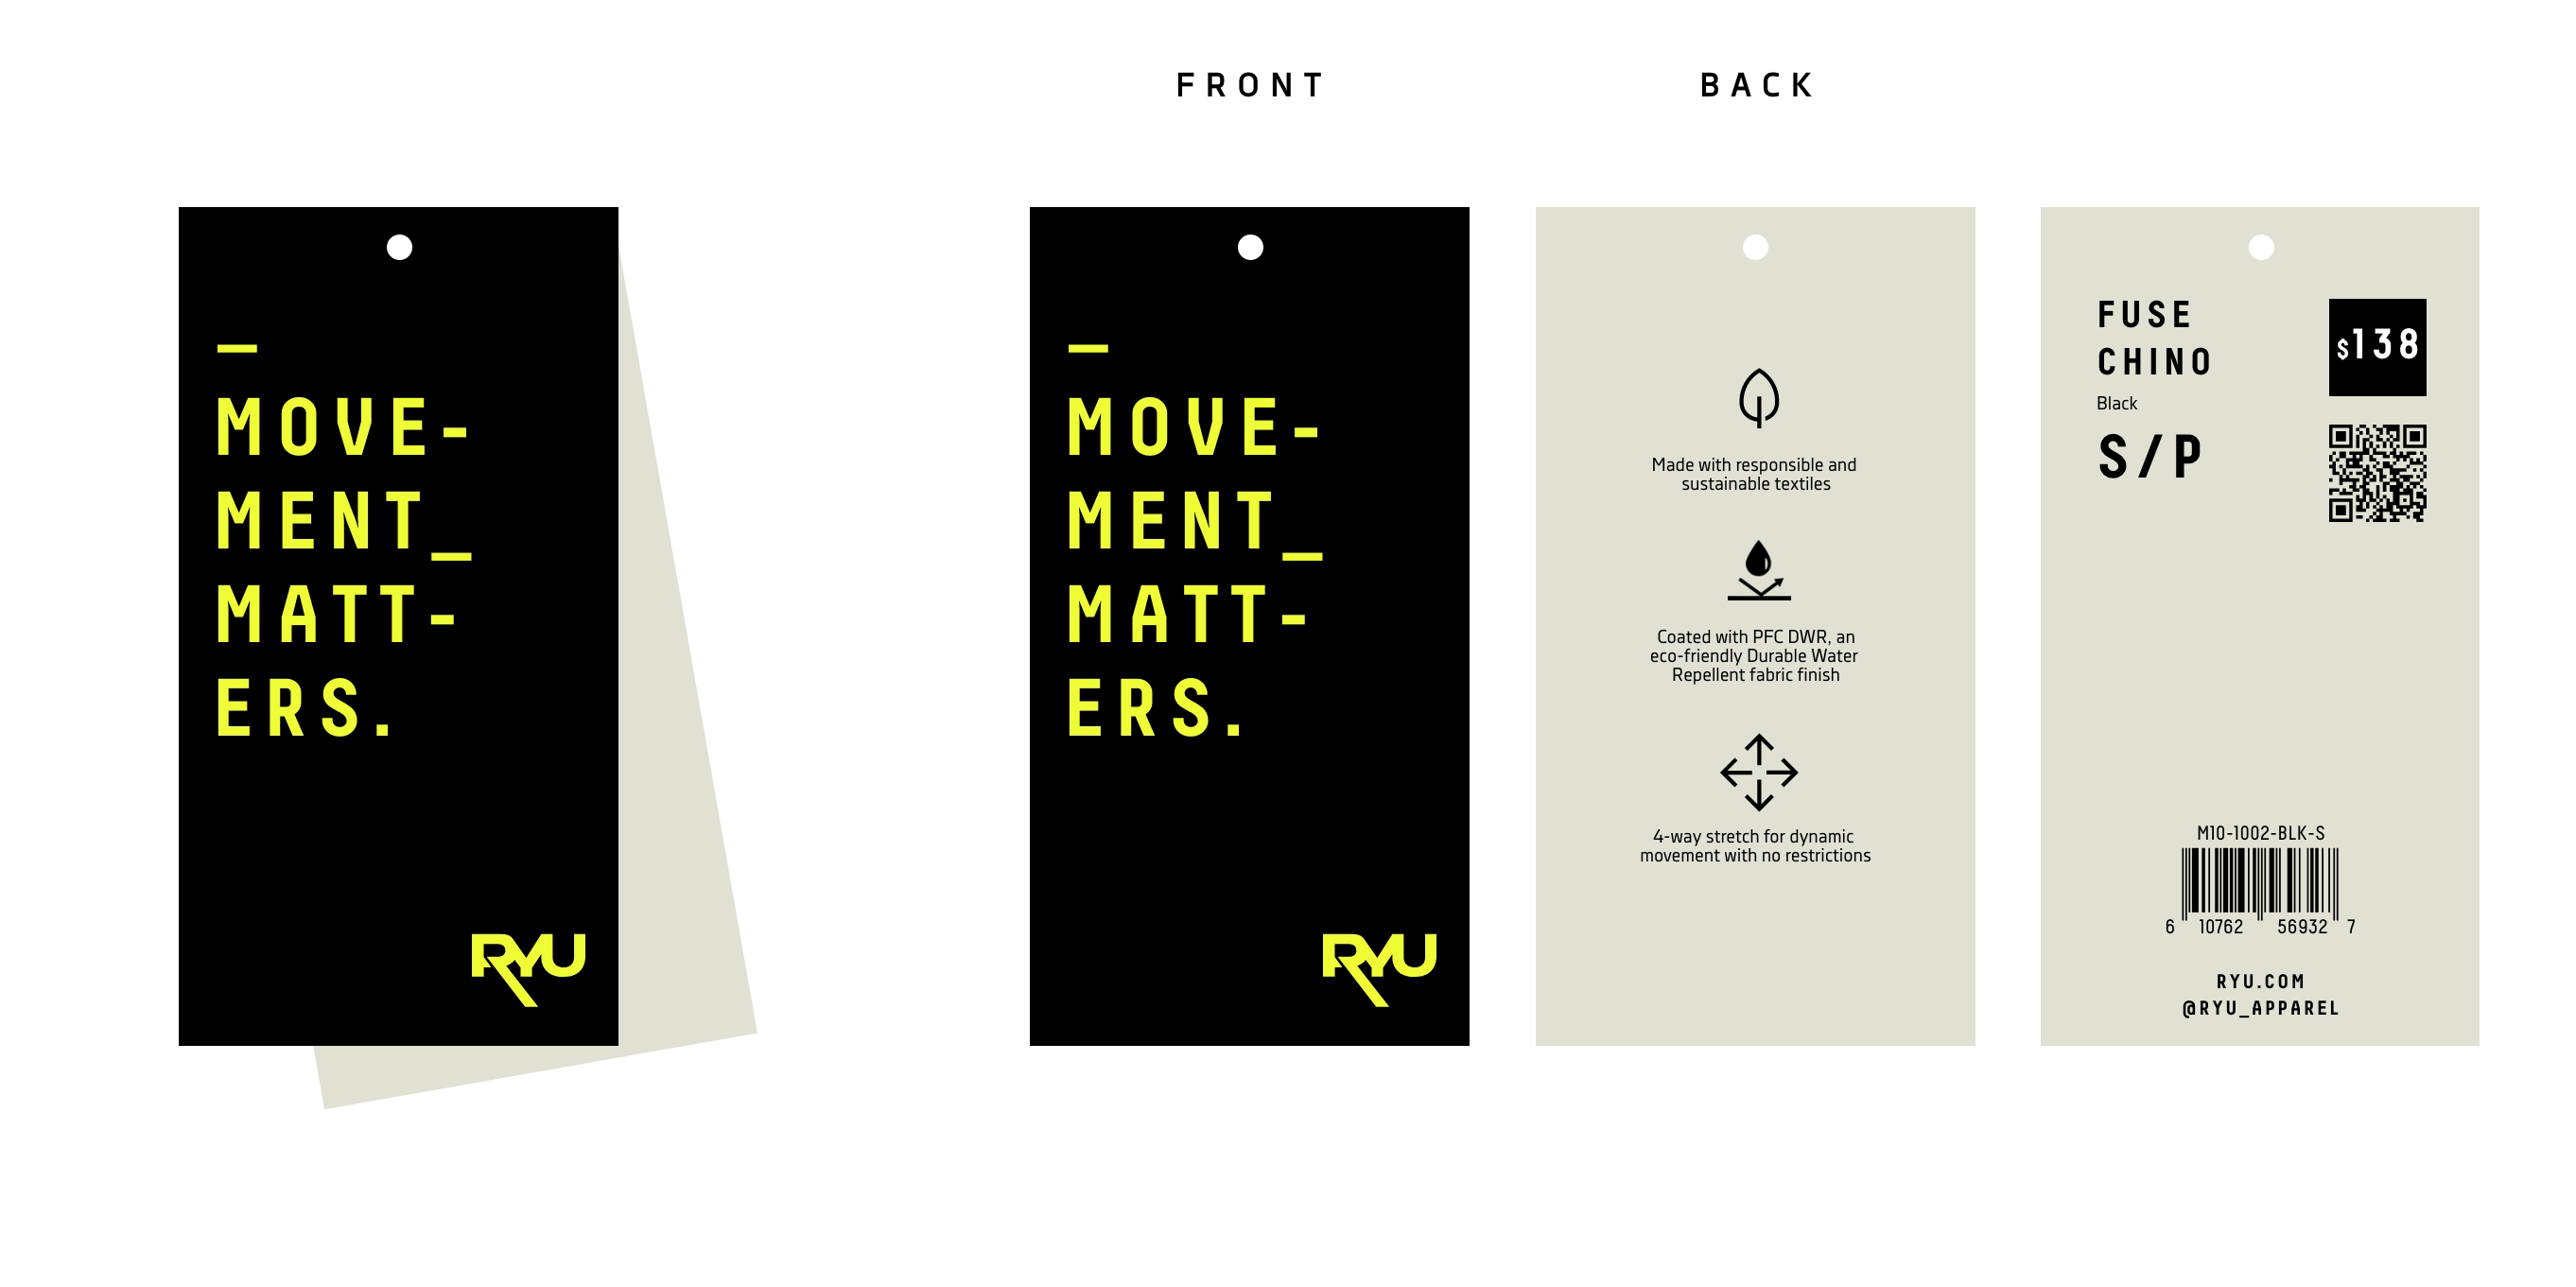 FRONT
BACK
MOVE-
MENT_
MATT-
ERS.
RYU
MOVE-
MENT_
MATT-
ERS.
RYU
Made with responsible and
sustainable textiles
Coated with PFC DWR, an
eco-friendly Durable Water
Repellent fabric finish
4-way stretch for dynamic
movement with no restrictions
FUSE
CHINO
Black
S/P
$138
M10-1002-BLK-S
6 10762 56932 7
RYU.COM
@RYU_APPAREL